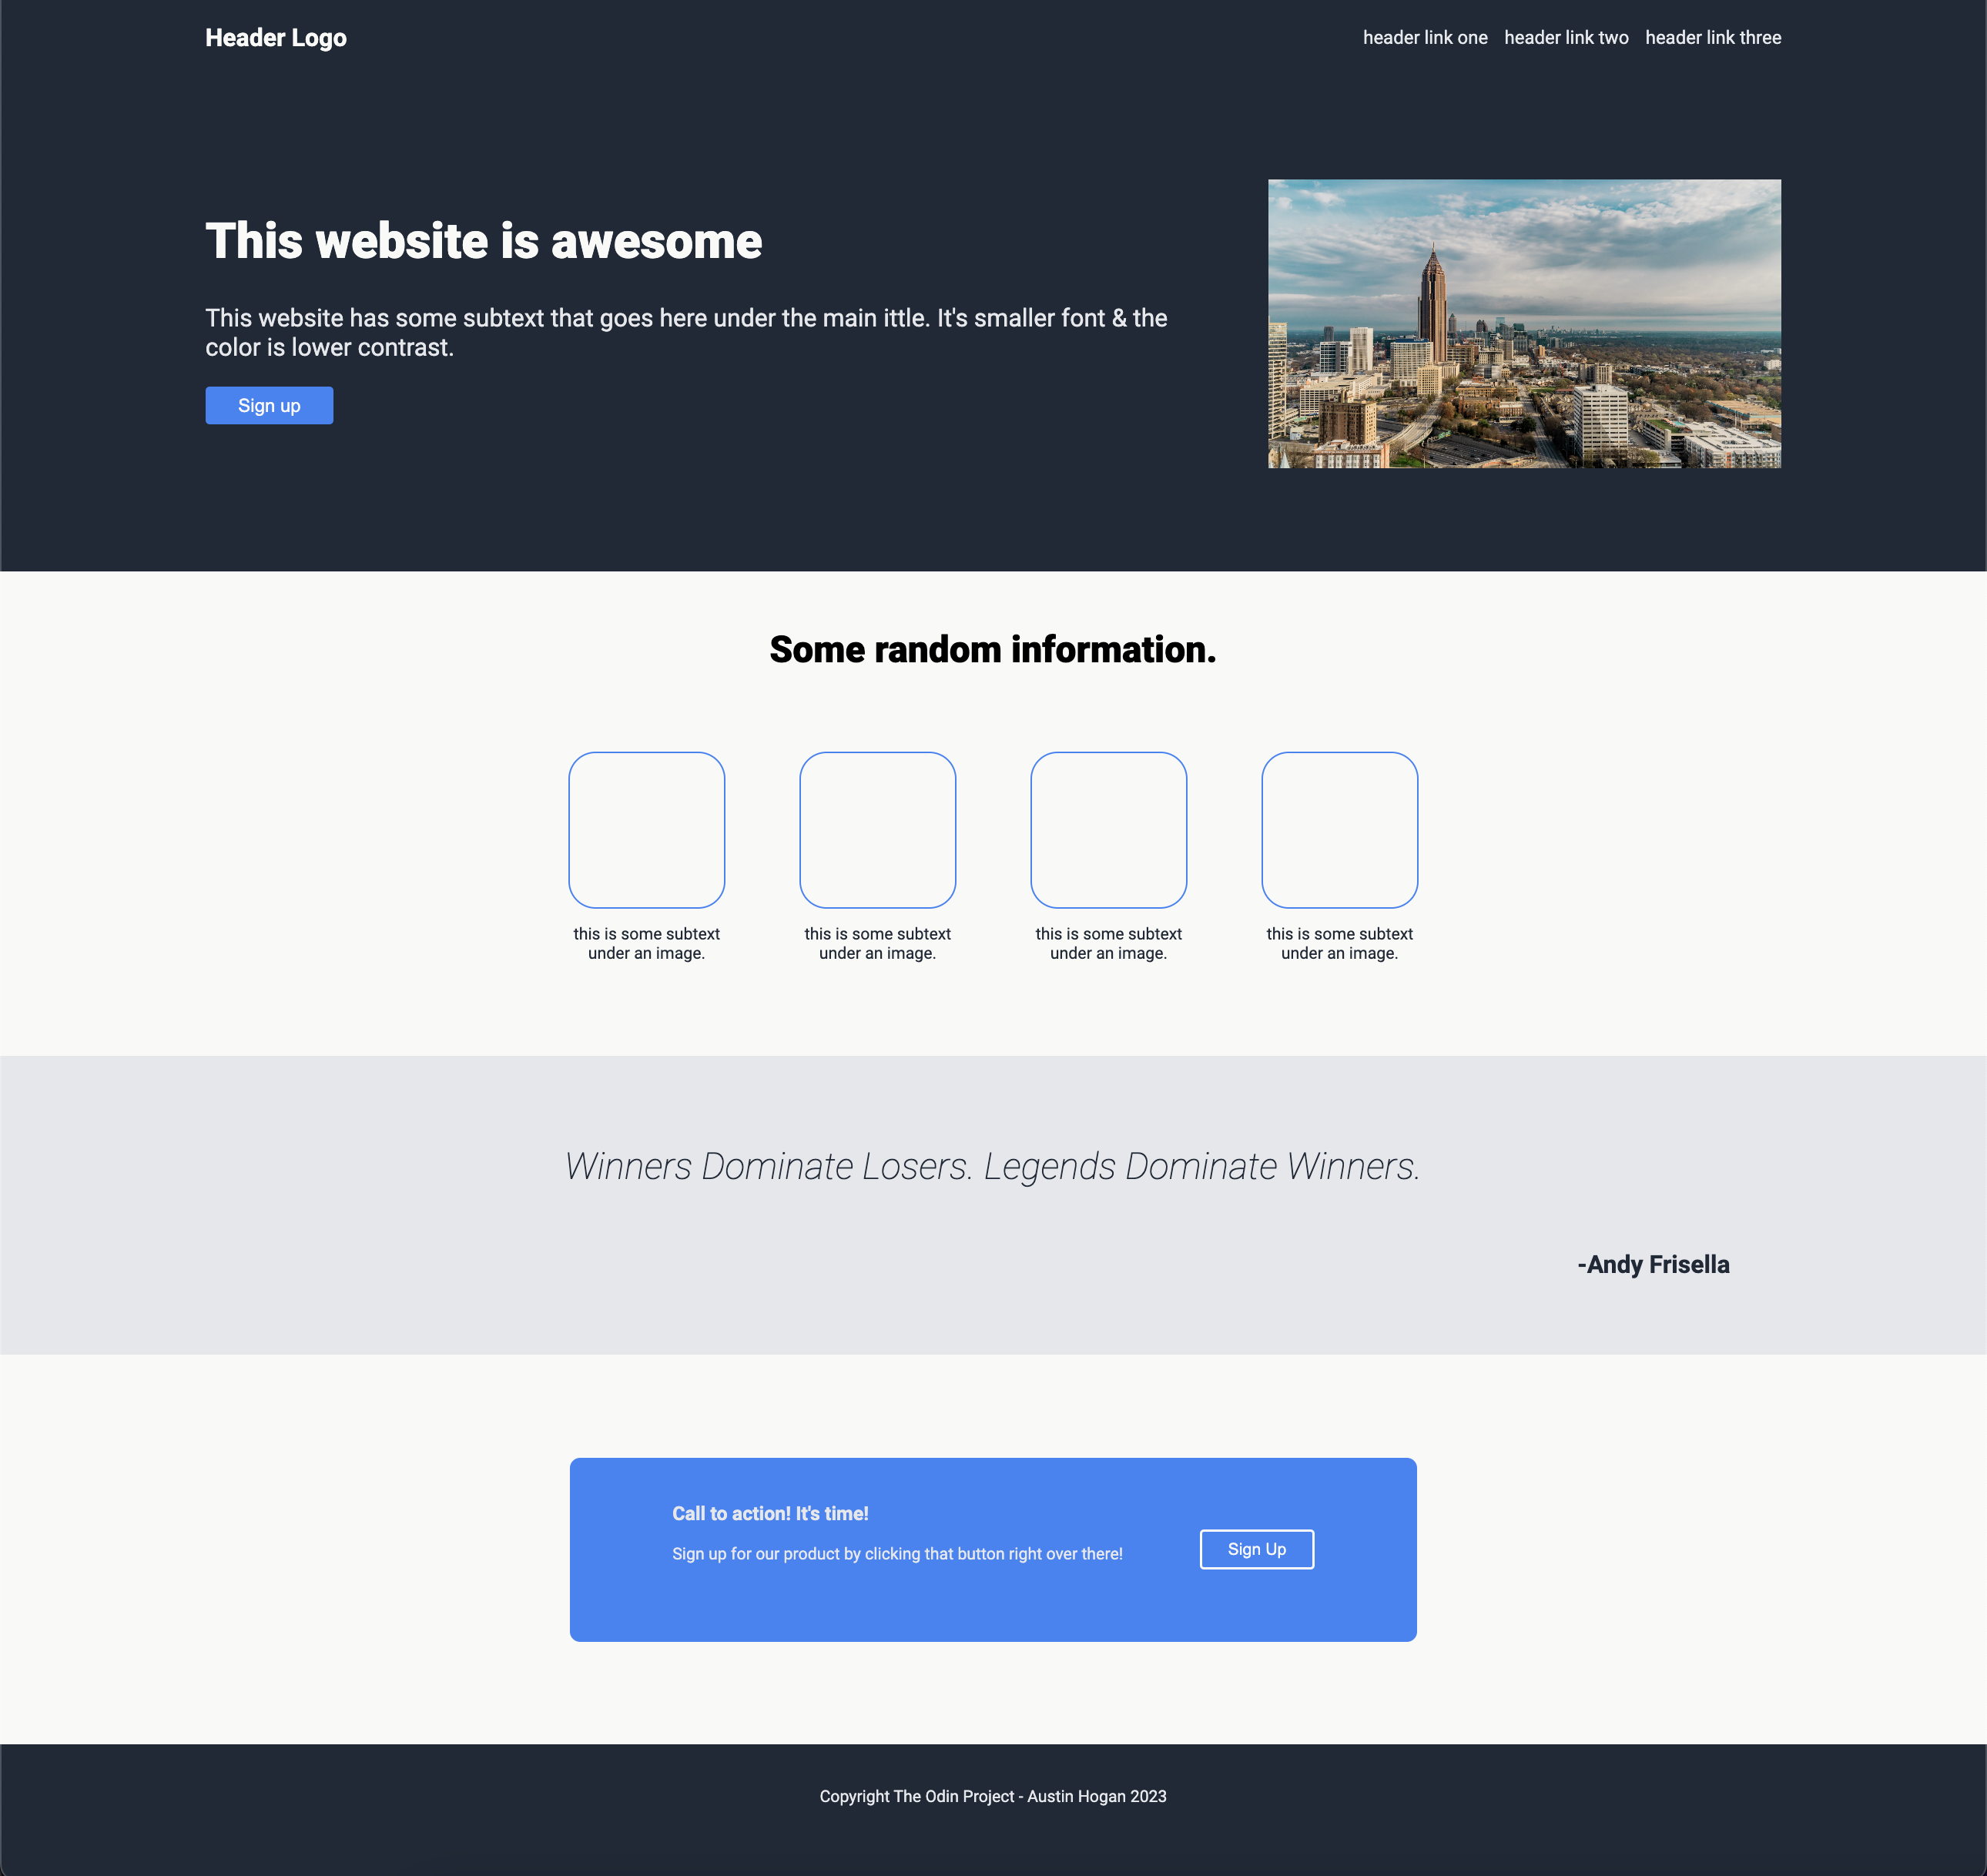 Header Logo
header link one header link two header link three
This website is awesome
This website has some subtext that goes here under the main ittle. It's smaller font & the
color is lower contrast.
Sign up
Some random information.
this is some subtext
under an image.
this is some subtext
under an image.
this is some subtext
under an image.
this is some subtext
under an image.
Winners Dominate Losers. Legends Dominate Winners.
-Andy Frisella
Call to action! It's time!
Sign up for our product by clicking that button right over there!
Sign Up
Copyright The Odin Project - Austin Hogan 2023